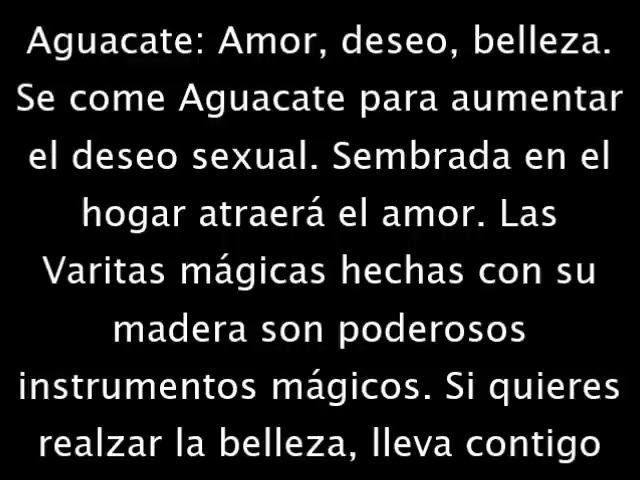 Aguacate: Amor, deseo, belleza.
Se come Aguacate para aumentar
el deseo sexual. Sembrada en el
hogar atraerá el amor. Las
Varitas mágicas hechas con su
madera son poderosos
instrumentos mágicos. Si quieres
realzar la belleza, lleva contigo